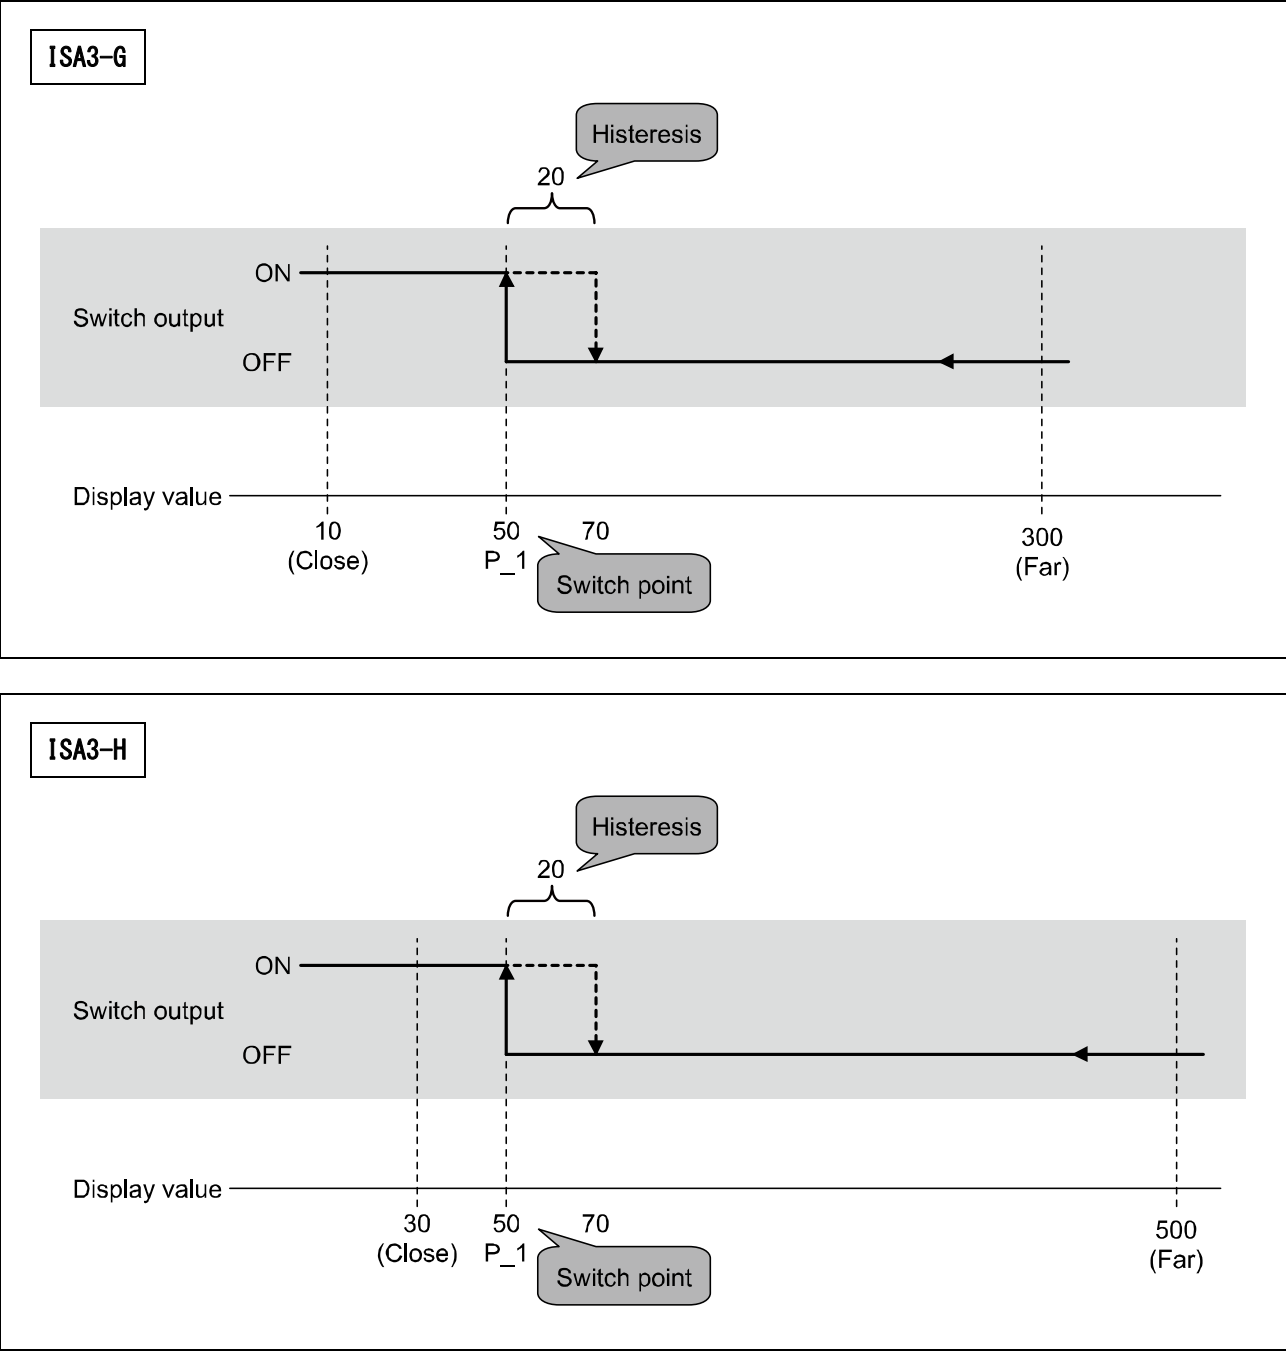 ISA3-G
Histeresis
20
ON
Switch output
OFF
Display value
10
(Close)
50
P_1
70
Switch point
300
(Far)
ISA3-H
Histeresis
20
ON
Switch output
OFF
Display value
30
(Close)
50
P_1
70
Switch point
500
(Far)